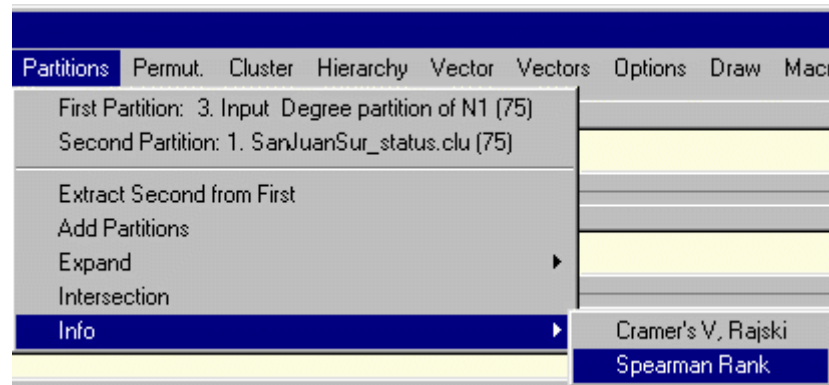 Partitions Permut. Cluster Hierarchy Vector Vectors Options Draw Macr
First Partition: 3. Input Degree partition of N1 (75)
Second Partition: 1. SanJuanSur_status.clu (75)
Extract Second from First
Add Partitions
Expand
Intersection
Info
Cramer's V, Rajski
Spearman Rank